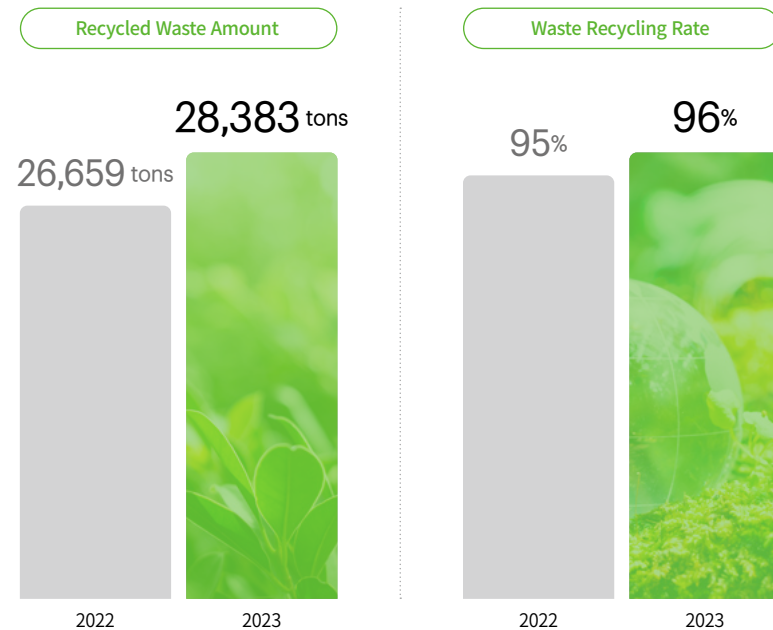 Recycled Waste Amount
28,383 tons
26,659 tons
2022
2023
Waste Recycling Rate
96%
95%
2022
2023